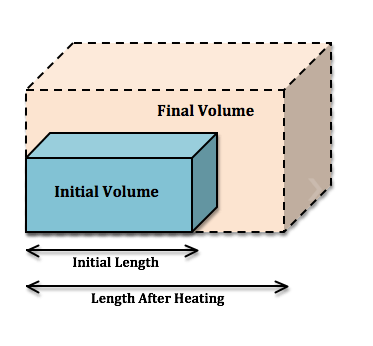 Final Volume
Initial Volume
Initial Length
Length After Heating